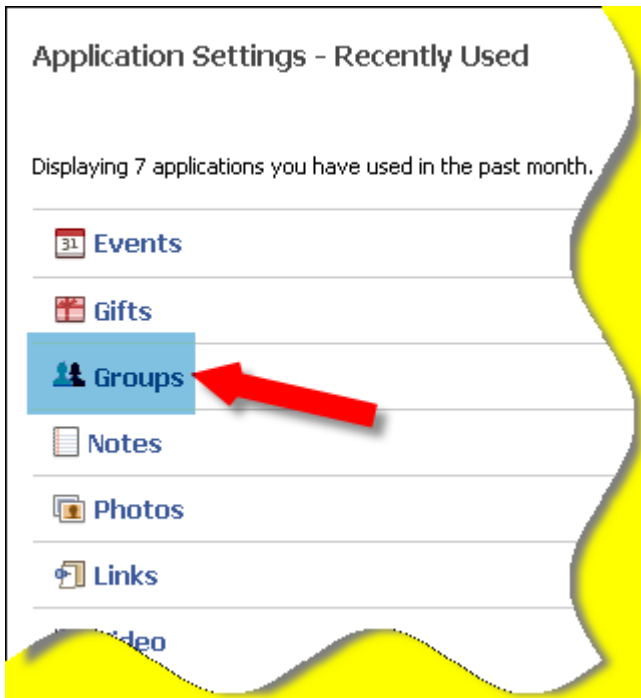 Application Settings - Recently Used
Displaying 7 applications you have used in the past month.
31 Events
Gifts
Groups
Notes
Photos
Links
Video